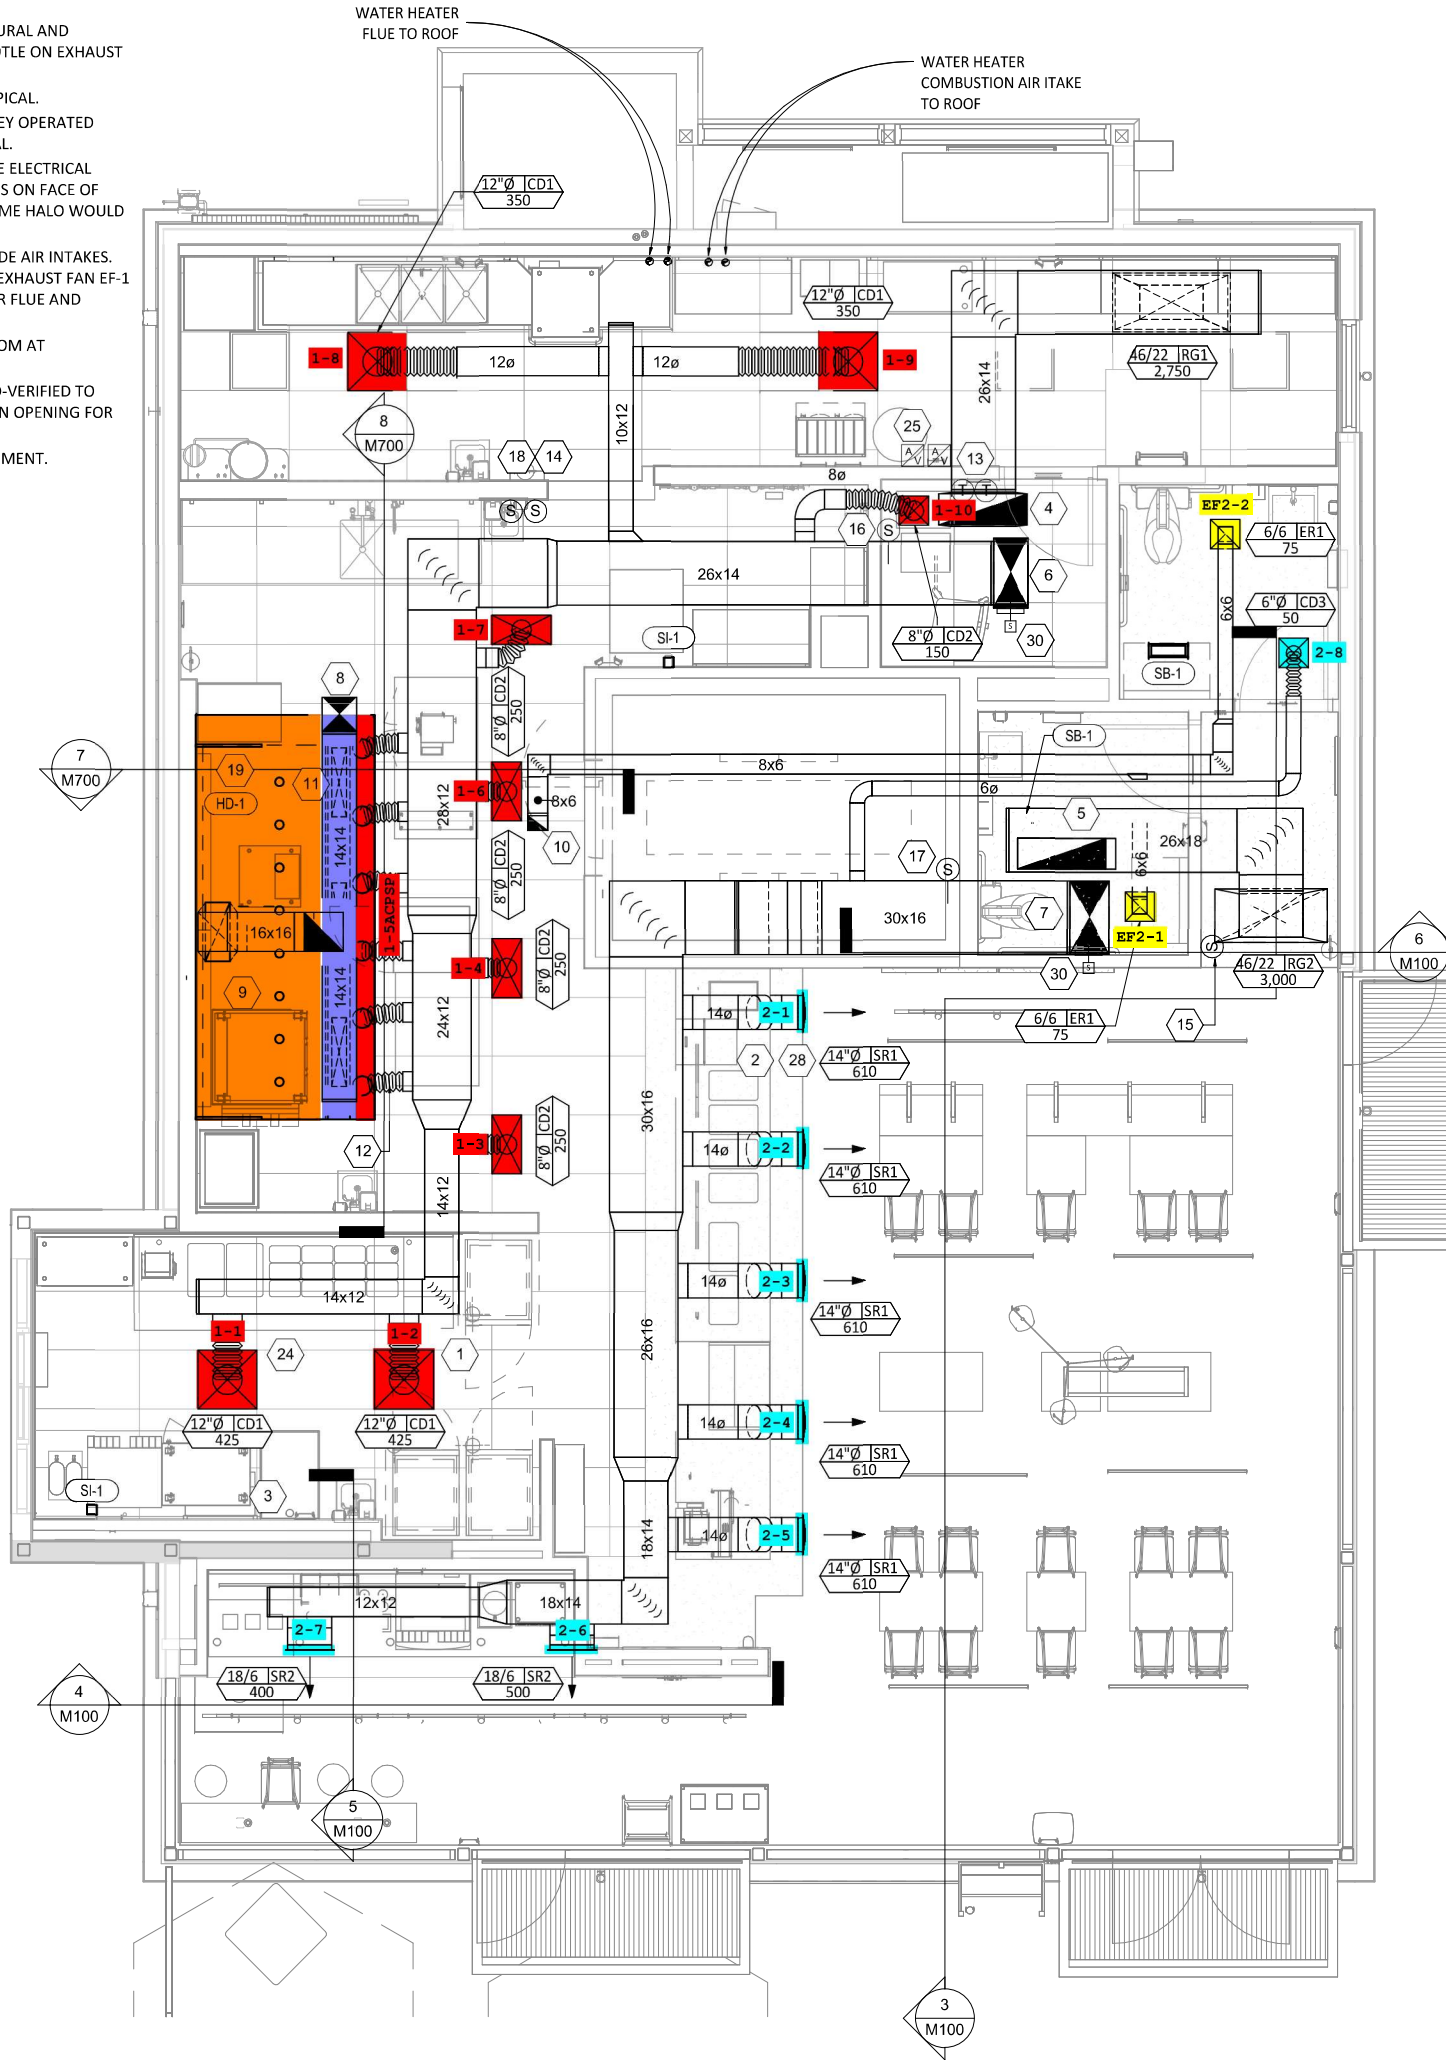 URAL AND
OTLE ON EXHAUST
PICAL.
EY OPERATED
AL.
E ELECTRICAL
S ON FACE OF
ME HALO WOULD
DE AIR INTAKES.
EXHAUST FAN EF-1
R FLUE AND
OM AT
D-VERIFIED TO
N OPENING FOR
MENT.
WATER HEATER
FLUE TO ROOF
WATER HEATER
COMBUSTION AIR ITAKE
TO ROOF
12"Ø CD1
350
12"Ø CD1
350
46/22 RG1
2,750
1-8
12ø
12ø
1-9
26x14
10x12
8
M700
18
14
25
A
V
A
V
13
8ø
S S
T T
16
S
1-10
4
EF2-2
6/6 ER1
75
26x14
6
6x6
6"Ø CD3
50
1-7
SI-1
8"Ø CD2
150
S
30
2-8
SB-1
8
8"Ø CD2
250
SB-1
7
M700
19
11
HD-1
8x6
1-6
8x6
28x12
6ø
5
14x14
10
17
S
26x18
6x6
8"Ø CD2
250
1-5ACPSP
16x16
30x16
7
EF2-1
S
6
M100
1-4
8"Ø CD2
250
30
S
46/22 RG2
3,000
9
14x14
24x12
14ø
2-1
6/6 ER1
75
15
2
28
14"Ø SR1
610
30x16
12
1-3
8"Ø CD2
250
14ø
2-2
14"Ø SR1
610
14x12
14x12
14ø
2-3
14"Ø SR1
610
1-1
24
1-2
1
26x16
12"Ø CD1
425
12"Ø CD1
425
14ø
2-4
14"Ø SR1
610
SI-1
3
18x14
14ø
2-5
14"Ø SR1
610
12x12
18x14
2-7
2-6
18/6 SR2
400
18/6 SR2
500
4
M100
5
M100
3
M100